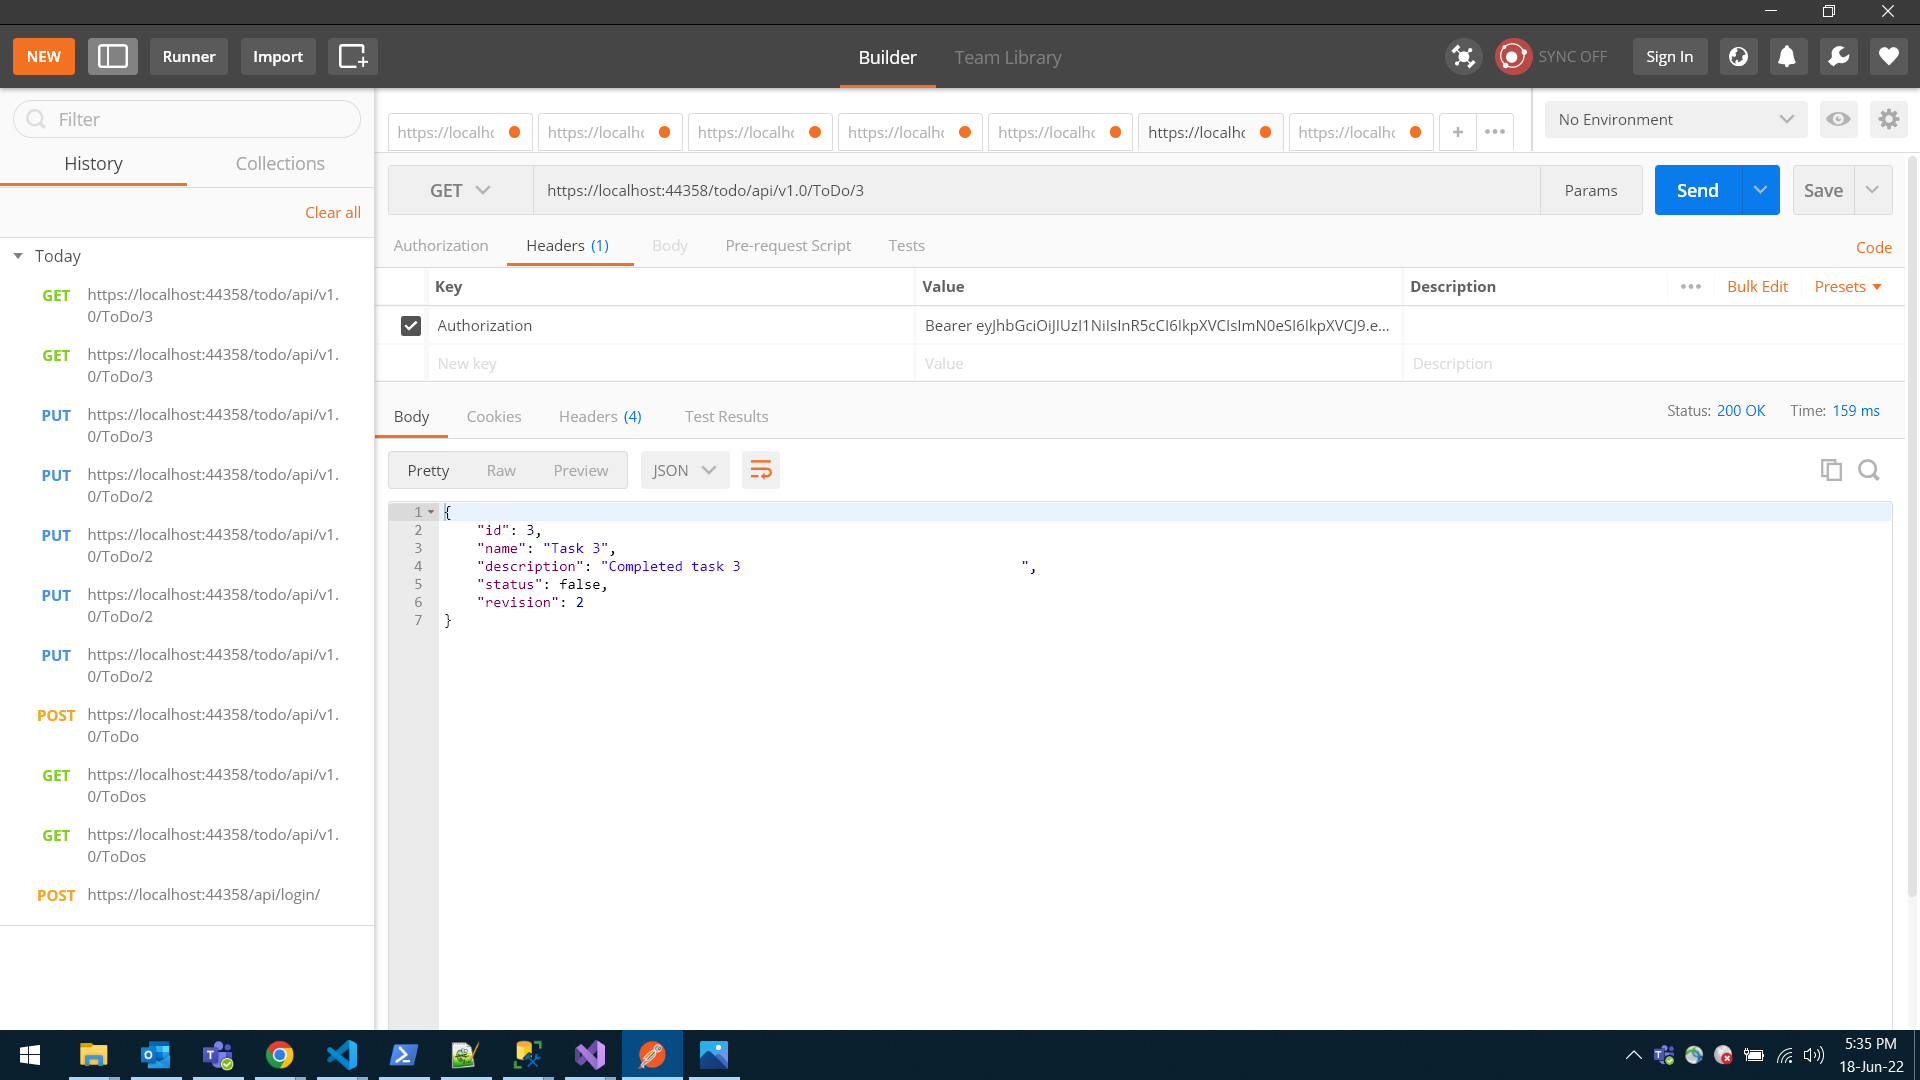 NEW
Runner
Import
Builder
Team Library
SYNC OFF
Sign In
Filter
History
Collections
Clear all
Today
GET https://localhost:44358/todo/api/v1.
0/ToDo/3
GET https://localhost:44358/todo/api/v1.
0/ToDo/3
PUT https://localhost:44358/todo/api/v1.
0/ToDo/3
PUT https://localhost:44358/todo/api/v1.
0/ToDo/2
PUT https://localhost:44358/todo/api/v1.
0/ToDo/2
PUT https://localhost:44358/todo/api/v1.
0/ToDo/2
PUT https://localhost:44358/todo/api/v1.
0/ToDo/2
POST https://localhost:44358/todo/api/v1.
0/ToDo
GET https://localhost:44358/todo/api/v1.
0/ToDos
GET https://localhost:44358/todo/api/v1.
0/ToDos
POST https://localhost:44358/api/login/
https://localhc https://localhc https://localhc https://localhc https://localhc https://localhc https://localhc + •••
No Environment
GET https://localhost:44358/todo/api/v1.0/ToDo/3 Params Send Save
Authorization Headers (1) Body Pre-request Script Tests Code
Key Value Description ••• Bulk Edit Presets
Authorization Bearer eyJhbGciOiJIUzI1NiIsInR5cCI6IkpXVCIsImN0eSI6IkpXVCJ9.e...
New key Value Description
Body Cookies Headers (4) Test Results Status: 200 OK Time: 159 ms
Pretty Raw Preview JSON
1 {
2 "id": 3,
3 "name": "Task 3",
4 "description": "Completed task 3                                  ",
5 "status": false,
6 "revision": 2
7 }
5:35 PM
18-Jun-22